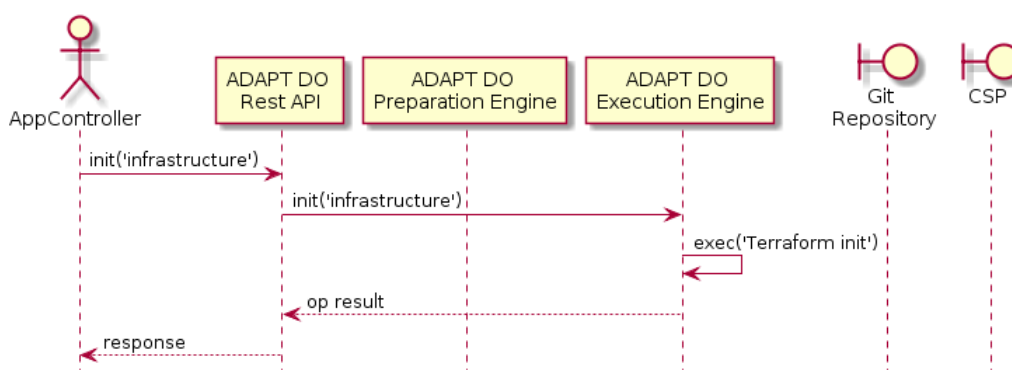 AppController
ADAPT DO
Rest API
ADAPT DO
Preparation Engine
ADAPT DO
Execution Engine
Git
Repository
CSP
init('infrastructure')
init('infrastructure')
exec('Terraform init')
op result
response